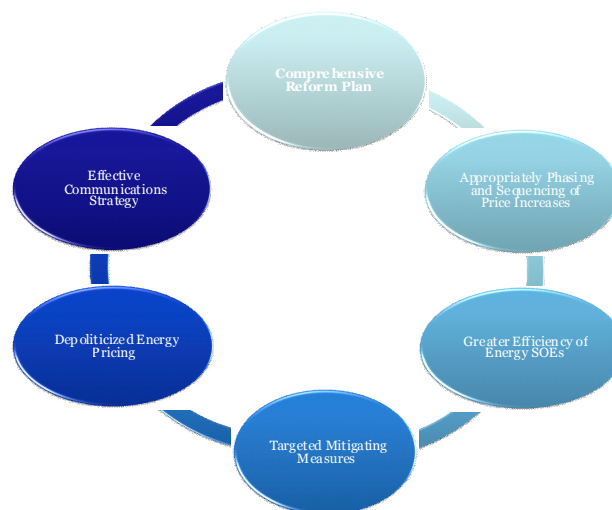 Comprehensive
Reform Plan
Appropriately Phasing
and Sequencing of
Price Increases
Greater Efficiency of
Energy SOEs
Targeted Mitigating
Measures
Depoliticized Energy
Pricing
Effective
Communications
Strategy